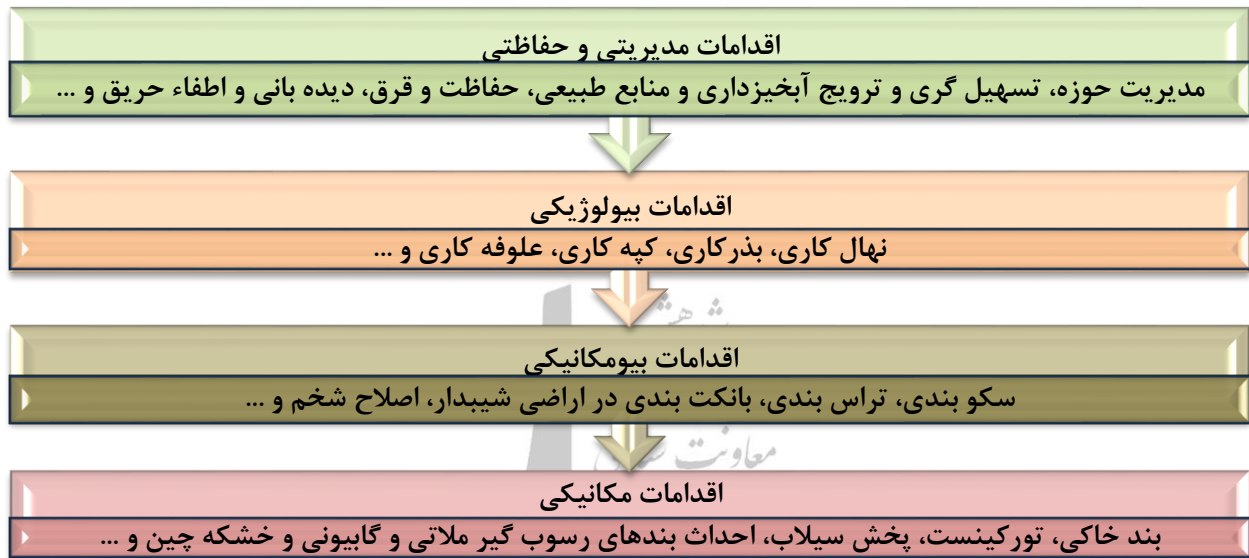 اقدامات مدیریتی و حفاظتی
مدیریت حوزه، تسهیل گری و ترویج آبخیزداری و منابع طبیعی، حفاظت و قرق، دیده بانی و اطفاء حریق و ...
اقدامات بیولوژیکی
نهال کاری، بذرکاری، کپه کاری، علوفه کاری و ...
اقدامات بیومکانیکی
سکو بندی، تراس بندی، بانکت بندی در اراضی شیبدار، اصلاح شخم و ...
معاونت
اقدامات مکانیکی
بند خاکی، تورکینست، پخش سیلاب، احداث بندهای رسوب گیر ملاتی و گابیونی و خشکه چین و ...